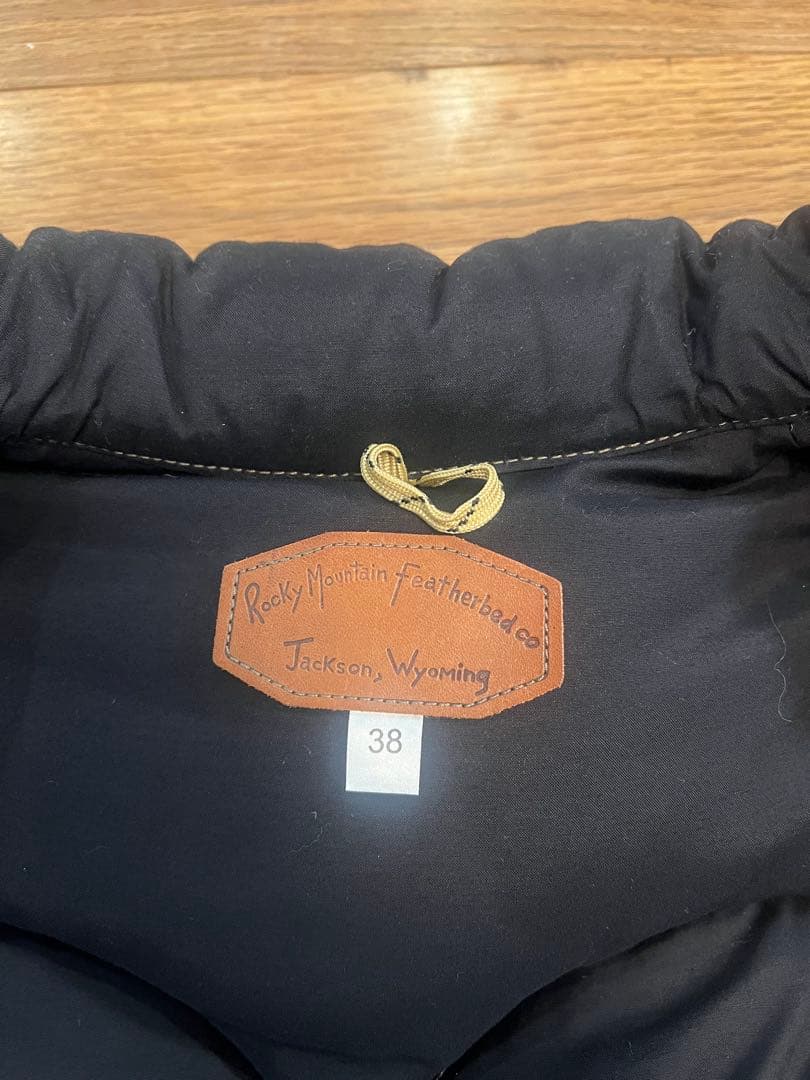 Rocky Mountain Featherbed co
Jackson, Wyoming
38